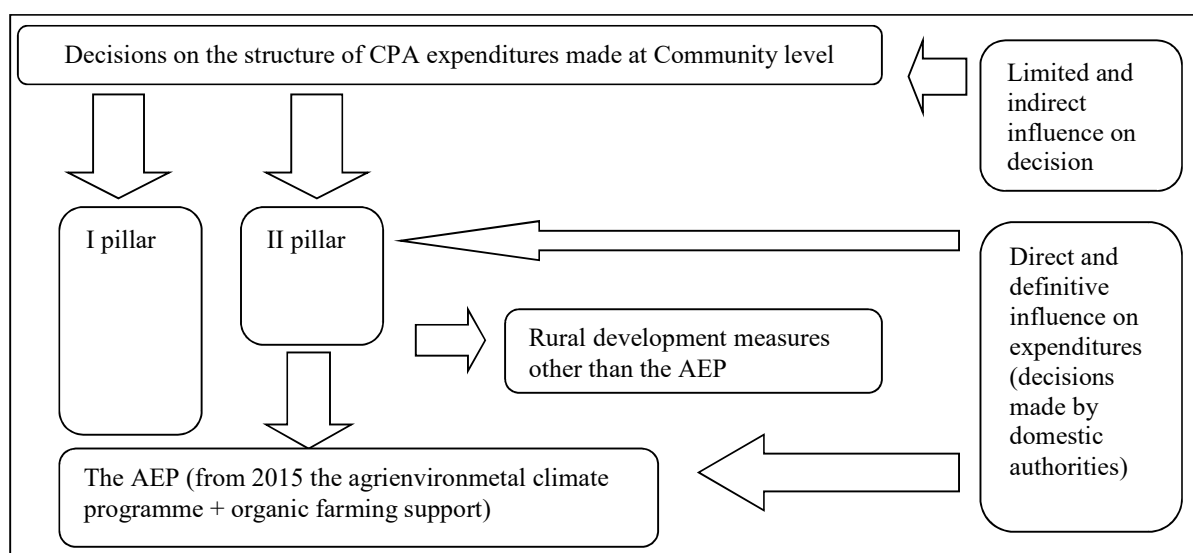 Decisions on the structure of CPA expenditures made at Community level
Limited and
indirect
influence on
decision
I pillar
II pillar
Direct and
definitive
influence on
expenditures
(decisions
made by
domestic
authorities)
Rural development measures
other than the AEP
The AEP (from 2015 the agrienvironmetal climate
programme + organic farming support)